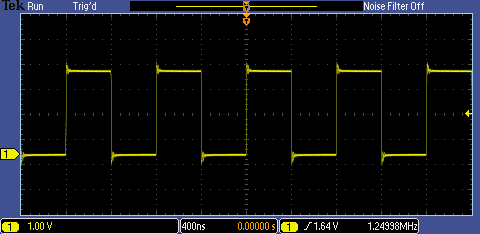 Tek Run Trig'd Noise Filter Off
T
T
1
1 1.00 V 400ns 0.00000 s 1 1.64 V 1.24998MHz